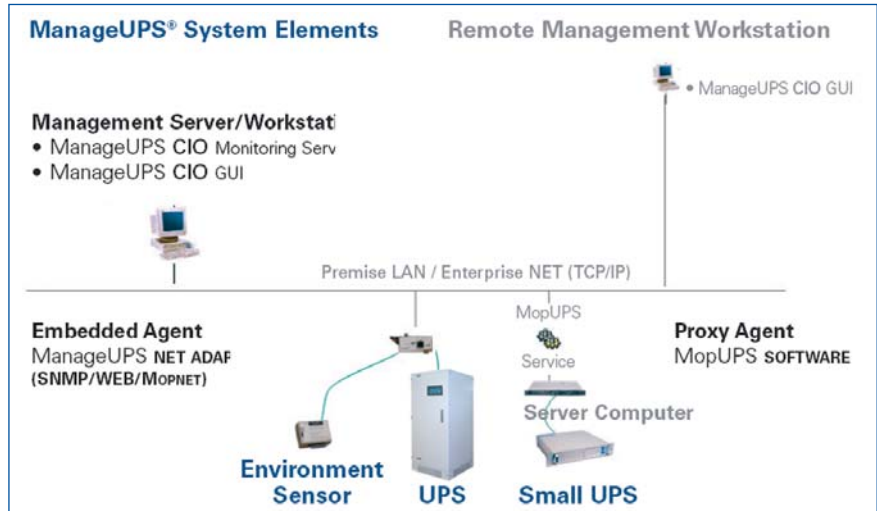 ManageUPS® System Elements
Remote Management Workstation
• ManageUPS CIO GUI
Management Server/Workstati
• ManageUPS CIO Monitoring Serv
• ManageUPS CIO GUI
Premise LAN / Enterprise NET (TCP/IP)
Embedded Agent
ManageUPS NET ADAP
(SNMP/WEB/MOPNET)
MopUPS
Service
Server Computer
Proxy Agent
MopUPS SOFTWARE
Environment
Sensor
UPS
Small UPS